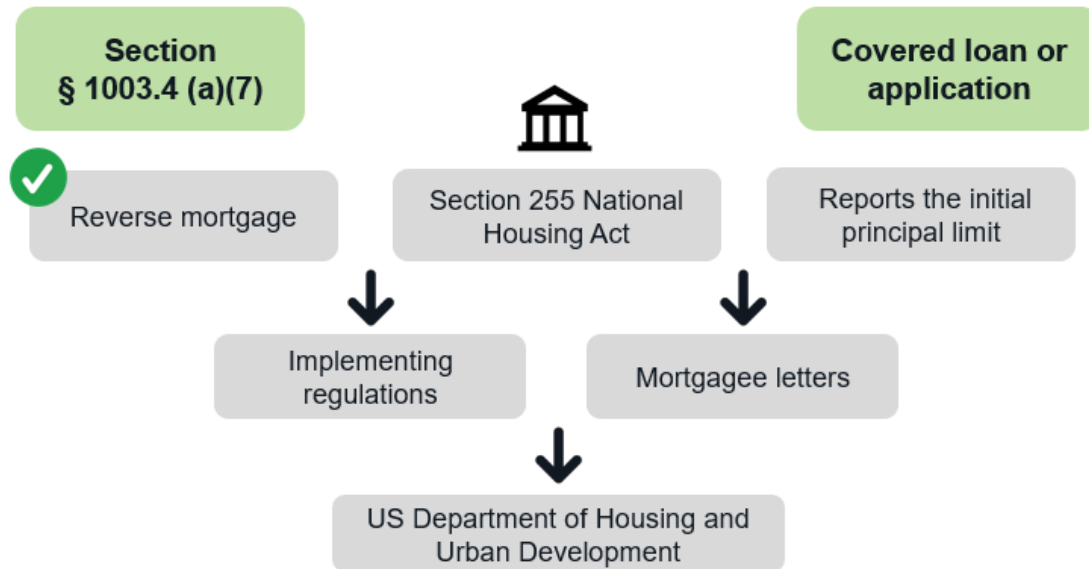 Section
§ 1003.4 (a)(7)
Covered loan or
application
Reverse mortgage
Section 255 National
Housing Act
Reports the initial
principal limit
Implementing
regulations
Mortgagee letters
US Department of Housing and
Urban Development